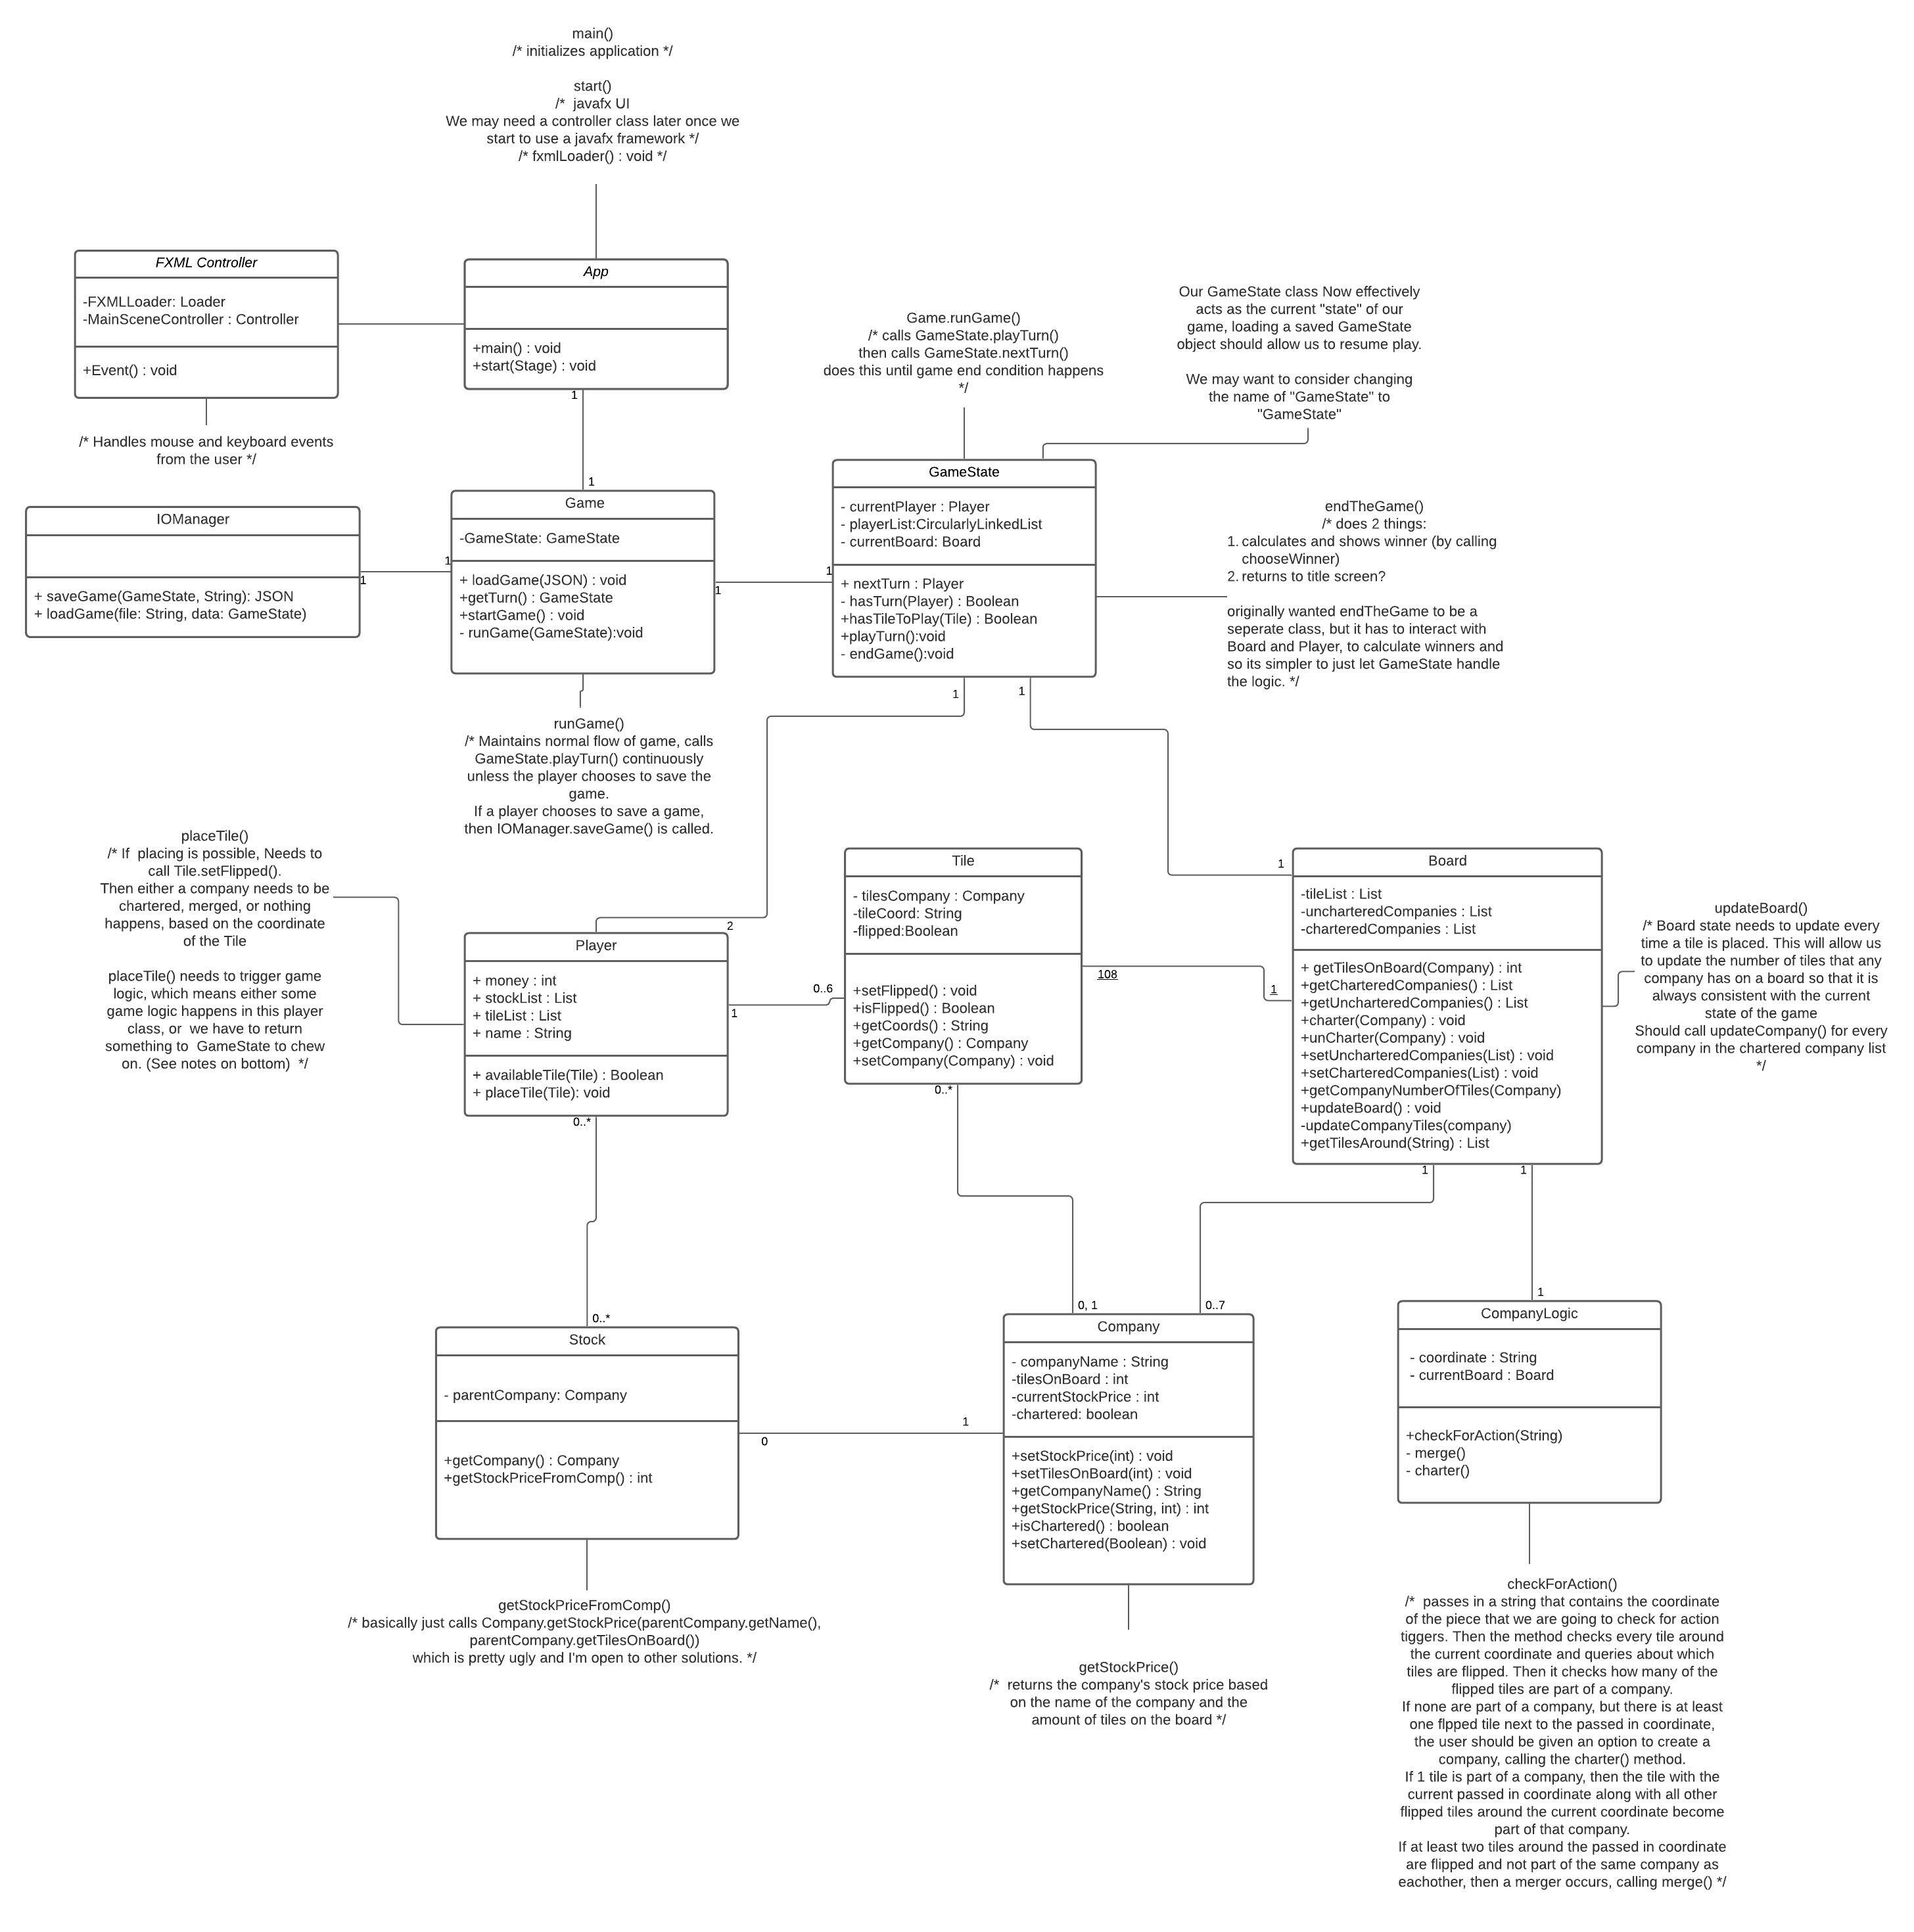 main()
/* initializes application */
start()
/*  javafx UI
We may need a controller class later once we
start to use a javafx framework */
/* fxmlLoader() : void */
FXML Controller
-FXMLLoader: Loader
-MainSceneController : Controller
+Event() : void
/* Handles mouse and keyboard events
from the user */
App
+main() : void
+start(Stage) : void
1
1
Game.runGame()
/* calls GameState.playTurn()
then calls GameState.nextTurn()
does this until game end condition happens
*/
Our GameState class Now effectively
acts as the current "state" of our
game, loading a saved GameState
object should allow us to resume play.
We may want to consider changing
the name of "GameState" to
"GameState"
IOManager
+ saveGame(GameState, String): JSON
+ loadGame(file: String, data: GameState)
1
1
Game
-GameState: GameState
+ loadGame(JSON) : void
+getTurn() : GameState
+startGame() : void
- runGame(GameState):void
1
1
GameState
- currentPlayer : Player
- playerList:CircularlyLinkedList
- currentBoard: Board
+ nextTurn : Player
- hasTurn(Player) : Boolean
+hasTileToPlay(Tile) : Boolean
+playTurn():void
- endGame():void
1
1
endTheGame()
/* does 2 things:
1. calculates and shows winner (by calling
chooseWinner)
2. returns to title screen?
originally wanted endTheGame to be a
seperate class, but it has to interact with
Board and Player, to calculate winners and
so its simpler to just let GameState handle
the logic. */
runGame()
/* Maintains normal flow of game, calls
GameState.playTurn() continuously
unless the player chooses to save the
game.
If a player chooses to save a game,
then IOManager.saveGame() is called.
placeTile()
/* If  placing is possible, Needs to
call Tile.setFlipped().
Then either a company needs to be
chartered, merged, or nothing
happens, based on the coordinate
of the Tile
placeTile() needs to trigger game
logic, which means either some
game logic happens in this player
class, or  we have to return
something to  GameState to chew
on. (See notes on bottom)  */
2
Player
+ money : int
+ stockList : List
+ tileList : List
+ name : String
+ availableTile(Tile) : Boolean
+ placeTile(Tile): void
1
0..6
0..*
Tile
- tilesCompany : Company
-tileCoord: String
-flipped:Boolean
+setFlipped() : void
+isFlipped() : Boolean
+getCoords() : String
+getCompany() : Company
+setCompany(Company) : void
108
1
0..*
1
Board
-tileList : List
-uncharteredCompanies : List
-charteredCompanies : List
+ getTilesOnBoard(Company) : int
+getCharteredCompanies() : List
+getUncharteredCompanies() : List
+charter(Company) : void
+unCharter(Company) : void
+setUncharteredCompanies(List) : void
+setCharteredCompanies(List) : void
+getCompanyNumberOfTiles(Company)
+updateBoard() : void
-updateCompanyTiles(company)
+getTilesAround(String) : List
1
1
updateBoard()
/* Board state needs to update every
time a tile is placed. This will allow us
to update the number of tiles that any
company has on a board so that it is
always consistent with the current
state of the game
Should call updateCompany() for every
company in the chartered company list
*/
0..*
Stock
- parentCompany: Company
+getCompany() : Company
+getStockPriceFromComp() : int
0
1
getStockPriceFromComp()
/* basically just calls Company.getStockPrice(parentCompany.getName(),
parentCompany.getTilesOnBoard())
which is pretty ugly and I'm open to other solutions. */
0, 1
0..7
Company
- companyName : String
-tilesOnBoard : int
-currentStockPrice : int
-chartered: boolean
+setStockPrice(int) : void
+setTilesOnBoard(int) : void
+getCompanyName() : String
+getStockPrice(String, int) : int
+isChartered() : boolean
+setChartered(Boolean) : void
getStockPrice()
/*  returns the company's stock price based
on the name of the company and the
amount of tiles on the board */
1
CompanyLogic
- coordinate : String
- currentBoard : Board
+checkForAction(String)
- merge()
- charter()
checkForAction()
/*  passes in a string that contains the coordinate
of the piece that we are going to check for action
tiggers. Then the method checks every tile around
the current coordinate and queries about which
tiles are flipped. Then it checks how many of the
flipped tiles are part of a company.
If none are part of a company, but there is at least
one flpped tile next to the passed in coordinate,
the user should be given an option to create a
company, calling the charter() method.
If 1 tile is part of a company, then the tile with the
current passed in coordinate along with all other
flipped tiles around the current coordinate become
part of that company.
If at least two tiles around the passed in coordinate
are flipped and not part of the same company as
eachother, then a merger occurs, calling merge() */